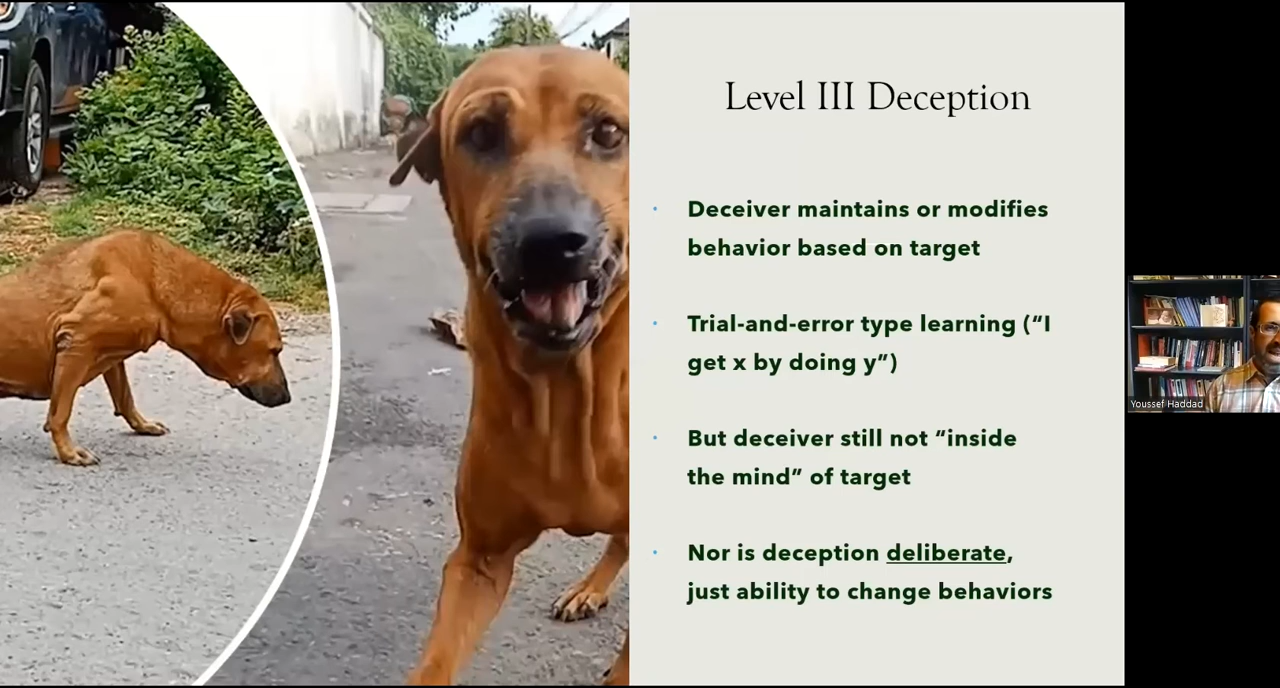 Level III Deception
· Deceiver maintains or modifies
behavior based on target
· Trial-and-error type learning (“I
get x by doing y”)
· But deceiver still not “inside
the mind” of target
· Nor is deception deliberate,
just ability to change behaviors
Youssef Haddad